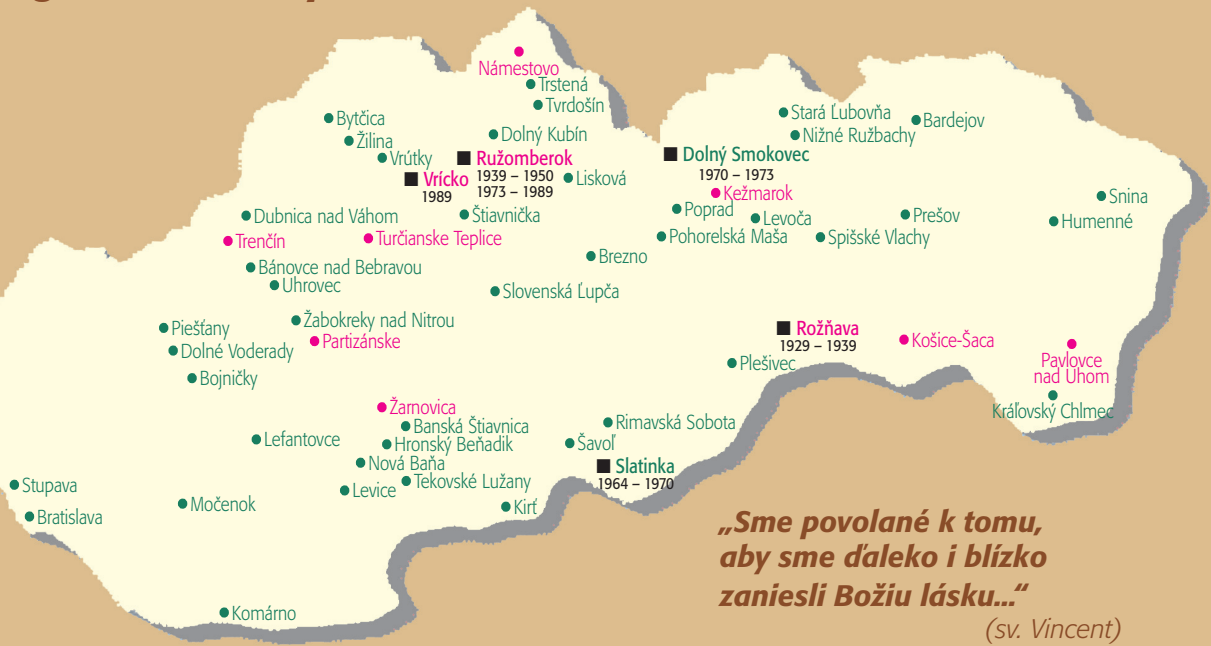 Námestovo
Trstená
Tvrdošín
Bytčica
Žilina
Vrútky
Dolný Kubín
Stará Ľubovňa
Nižné Ružbachy
Bardejov
Ružomberok
1939 – 1950
1973 – 1989
Vrícko
1989
Lisková
Dolný Smokovec
1970 – 1973
Kežmarok
Snina
Dubnica nad Váhom
Štiavnička
Poprad
Levoča
Prešov
Humenné
Trenčín
Turčianske Teplice
Pohorelská Maša
Spišské Vlachy
Bánovce nad Bebravou
Brezno
Uhrovec
Slovenská Ľupča
Piešťany
Žabokreky nad Nitrou
Rožňava
1929 – 1939
Partizánske
Košice-Šaca
Dolné Voderady
Pavlovce
nad Uhom
Plešivec
Bojničky
Kráľovský Chlmec
Žarnovica
Banská Štiavnica
Rimavská Sobota
Lefantovce
Hronský Beňadik
Šavoľ
Nová Baňa
Slatinka
1964 – 1970
Tekovské Lužany
Stupava
Levice
Močenok
Kirť
Bratislava
Komárno
„Sme povolané k tomu,
aby sme ďaleko i blízko
zaniesli Božiu lásku...“
(sv. Vincent)